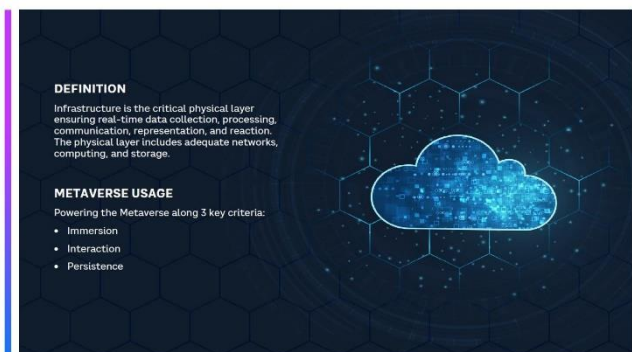 DEFINITION
Infrastructure is the critical physical layer
ensuring real-time data collection, processing,
communication, representation, and reaction.
The physical layer includes adequate networks,
computing, and storage.
METAVERSE USAGE
Powering the Metaverse along 3 key criteria:
• Immersion
• Interaction
• Persistence